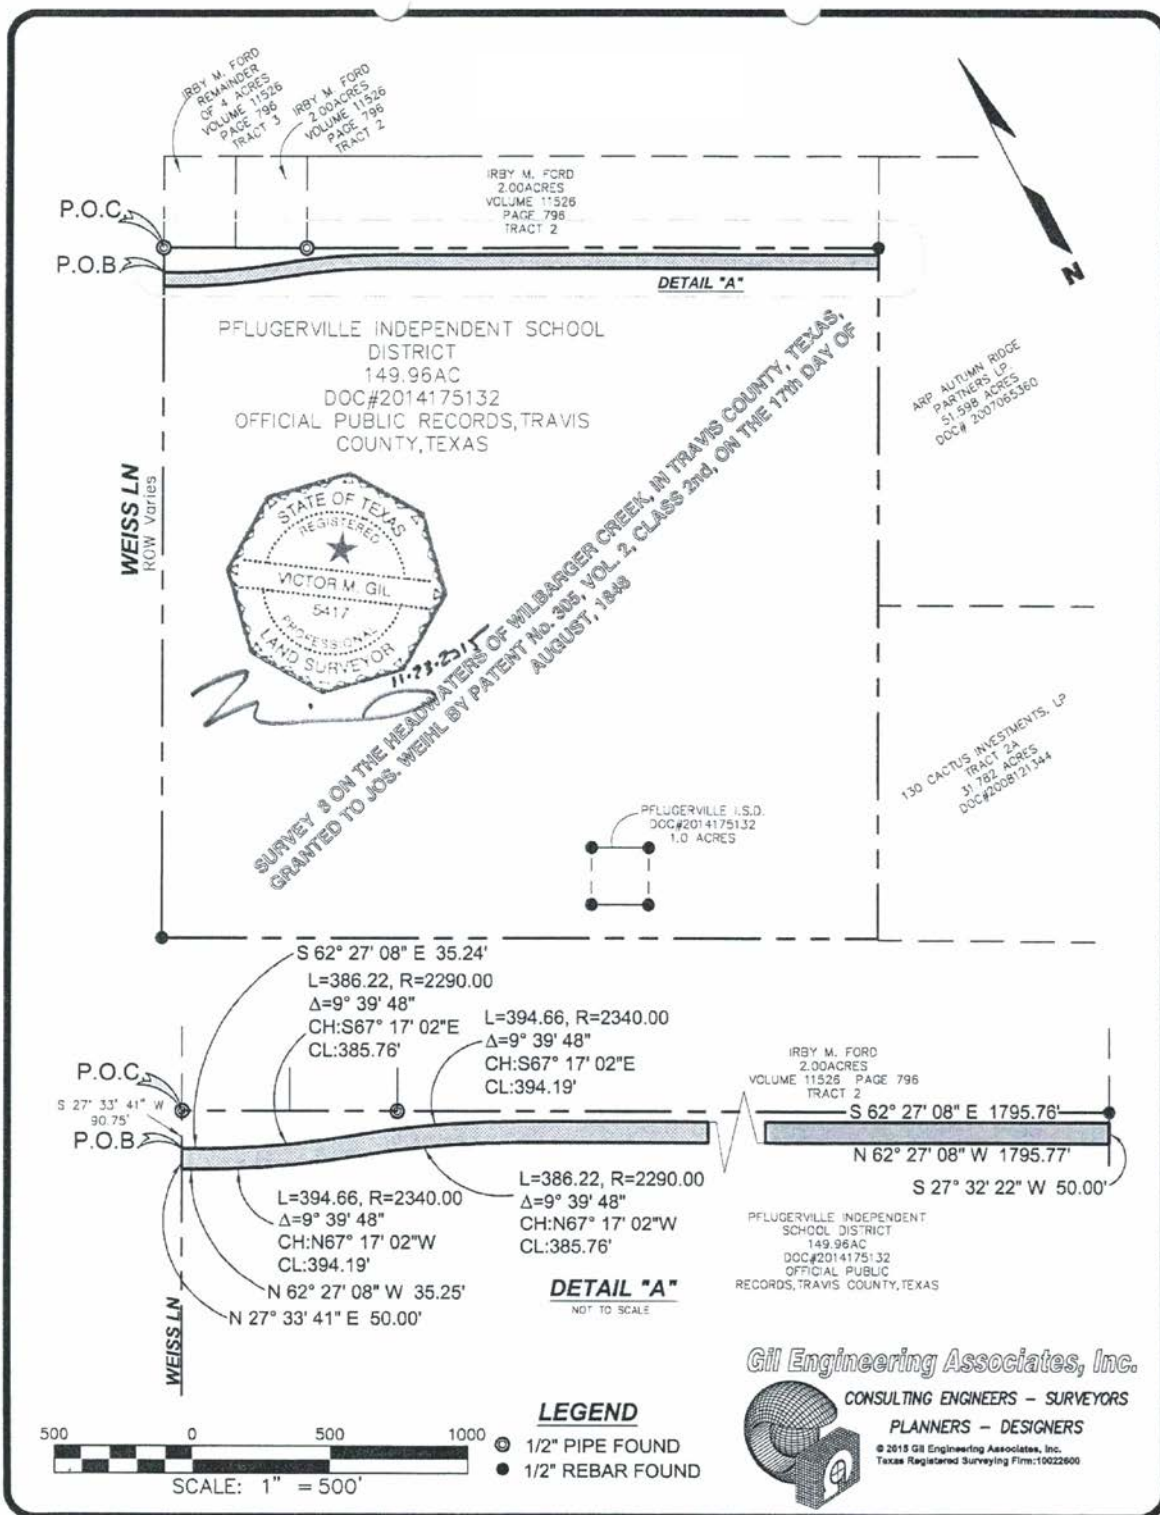 IRBY M. FORD
REMAINDER
OF 4 ACRES
VOLUME 11526
PAGE 796
TRACT 3
IRBY M. FORD
2.00ACRES
VOLUME 11526
PAGE 796
TRACT 2
IRBY M. FORD
2.00ACRES
VOLUME 11526
PAGE 796
TRACT 2
P.O.C.
P.O.B.
DETAIL "A"
N
PFLUGERVILLE INDEPENDENT SCHOOL
DISTRICT
149.96AC
DOC#2014175132
OFFICIAL PUBLIC RECORDS,TRAVIS
COUNTY,TEXAS
ARP AUTUMN RIDGE
PARTNERS LP.
51.598 ACRES
DOC# 2007065360
WEISS LN
ROW Varies
STATE OF TEXAS
REGISTERED
VICTOR M. GIL
5417
PROFESSIONAL
LAND SURVEYOR
11-23-2015
SURVEY 8 ON THE HEADWATERS OF WILBARGER CREEK, IN TRAVIS COUNTY, TEXAS,
GRANTED TO JOS. WEIHL BY PATENT No. 305, VOL. 2, CLASS 2nd, ON THE 17th DAY OF
AUGUST, 1848
130 CACTUS INVESTMENTS, LP
TRACT 2A
31.782 ACRES
DOC#2008121344
PFLUGERVILLE I.S.D.
DOC#2014175132
1.0 ACRES
S 62° 27' 08" E 35.24'
L=386.22, R=2290.00
Δ=9° 39' 48"
CH:S67° 17' 02"E
CL:385.76'
L=394.66, R=2340.00
Δ=9° 39' 48"
CH:S67° 17' 02"E
CL:394.19'
IRBY M. FORD
2.00ACRES
VOLUME 11526 PAGE 796
TRACT 2
P.O.C.
S 27° 33' 41" W
90.75'
P.O.B.
S 62° 27' 08" E 1795.76'
N 62° 27' 08" W 1795.77'
S 27° 32' 22" W 50.00'
L=394.66, R=2340.00
Δ=9° 39' 48"
CH:N67° 17' 02"W
CL:394.19'
L=386.22, R=2290.00
Δ=9° 39' 48"
CH:N67° 17' 02"W
CL:385.76'
N 62° 27' 08" W 35.25'
N 27° 33' 41" E 50.00'
PFLUGERVILLE INDEPENDENT
SCHOOL DISTRICT
149.96AC
DOC#2014175132
OFFICIAL PUBLIC
RECORDS,TRAVIS COUNTY,TEXAS
DETAIL "A"
NOT TO SCALE
WEISS LN
500 0 500 1000
SCALE: 1" = 500'
LEGEND
1/2" PIPE FOUND
1/2" REBAR FOUND
Gil Engineering Associates, Inc.
CONSULTING ENGINEERS – SURVEYORS
PLANNERS – DESIGNERS
© 2015 Gil Engineering Associates, Inc.
Texas Registered Surveying Firm:10022600